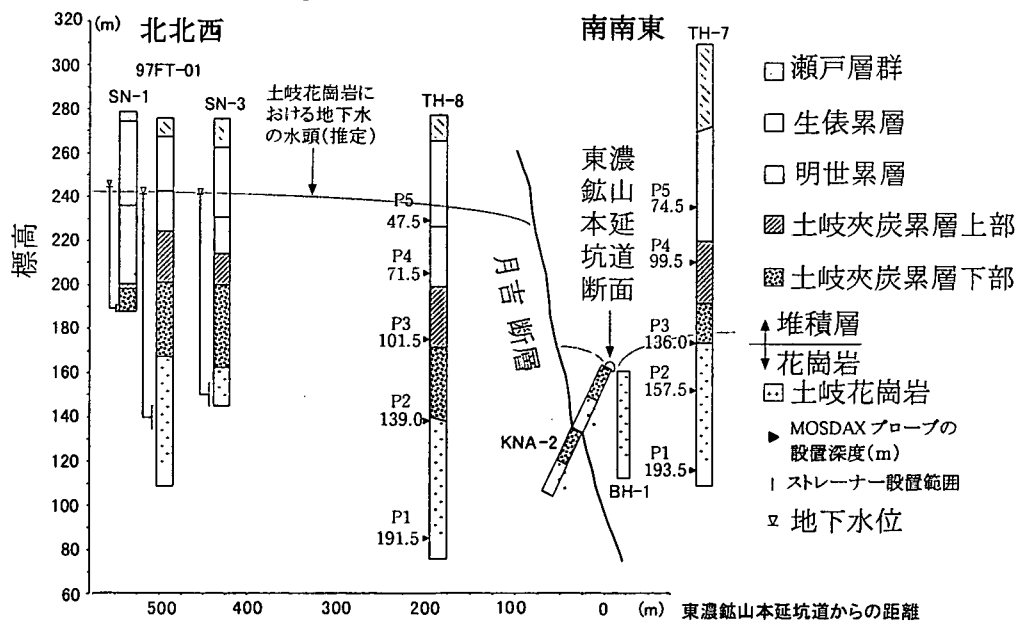 320 (m)
300
280
260
240
220
200
180
160
140
120
100
80
60
標高
北北西
南南東
97FT-01
SN-1
SN-3
土岐花崗岩に
おける地下水
の水頭(推定)
TH-8
P5
47.5
P4
71.5
P3
101.5
P2
139.0
P1
191.5
月吉断層
東濃鉱山本延坑道断面
KNA-2
BH-1
TH-7
P5
74.5
P4
99.5
P3
136.0
P2
157.5
P1
193.5
瀬戸層群
生俵累層
明世累層
土岐夾炭累層上部
土岐夾炭累層下部
堆積層
花崗岩
土岐花崗岩
MOSDAXプローブの
設置深度(m)
ストレーナー設置範囲
地下水位
500 400 300 200 100 0 (m) 東濃鉱山本延坑道からの距離